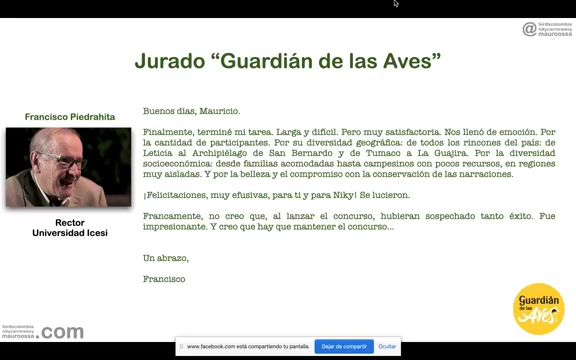 @ birdscolombia
nikycarreralevy
mauroossa
Jurado “Guardián de las Aves”
Francisco Piedrahita
Rector
Universidad Icesi
Buenos días, Mauricio.
Finalmente, terminé mi tarea. Larga y difícil. Pero muy satisfactoria. Nos llenó de emoción. Por
la cantidad de participantes. Por su diversidad geográfica: de todos los rincones del país: de
Leticia al Archipiélago de San Bernardo y de Tumaco a La Guajira. Por la diversidad
socioeconómica: desde familias acomodadas hasta campesinos con pocos recursos, en regiones
muy aisladas. Y por la belleza y el compromiso con la conservación de las narraciones.
¡Felicitaciones, muy efusivas, para ti y para Niky! Se lucieron.
Francamente, no creo que, al lanzar el concurso, hubieran sospechado tanto éxito. Fue
impresionante. Y creo que hay que mantener el concurso...
Un abrazo,
Francisco
Guardián
de las
AVES
birdscolombia
nikycarreralevy
mauroossa .com
www.facebook.com está compartiendo tu pantalla.
Dejar de compartir
Ocultar